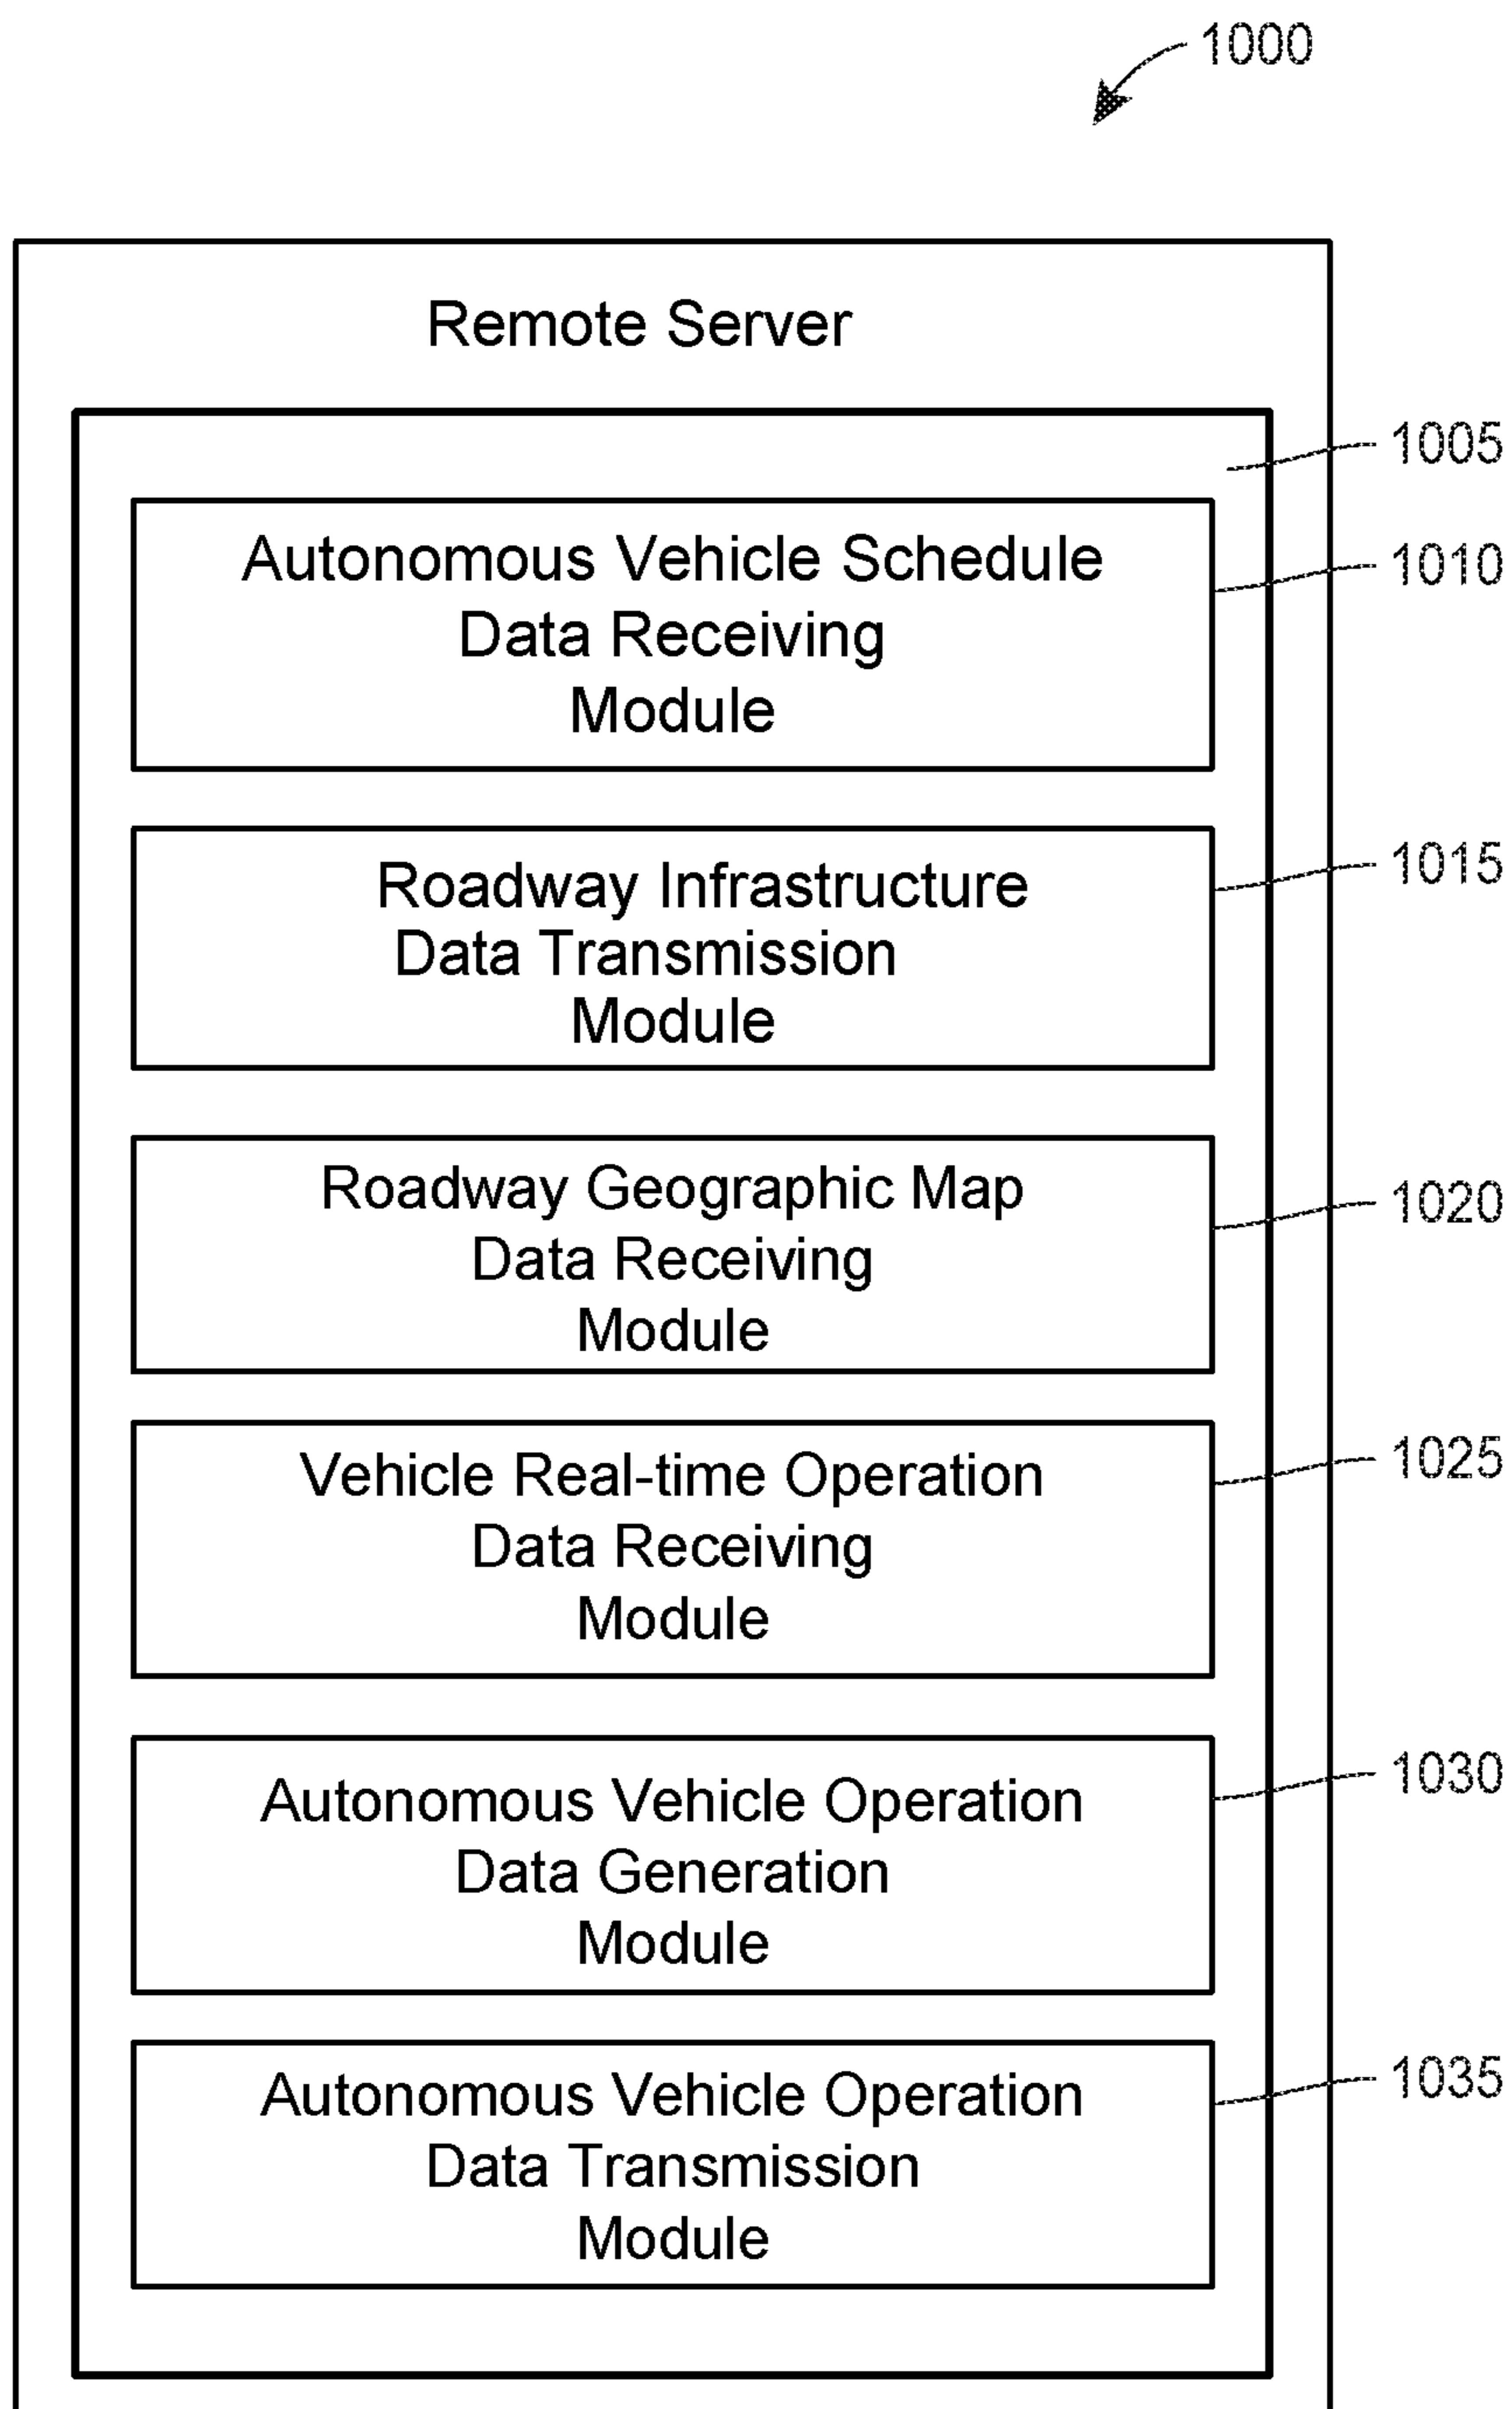 1000
Remote Server
1005
Autonomous Vehicle Schedule
Data Receiving
Module
1010
Roadway Infrastructure
Data Transmission
Module
1015
Roadway Geographic Map
Data Receiving
Module
1020
Vehicle Real-time Operation
Data Receiving
Module
1025
Autonomous Vehicle Operation
Data Generation
Module
1030
Autonomous Vehicle Operation
Data Transmission
Module
1035